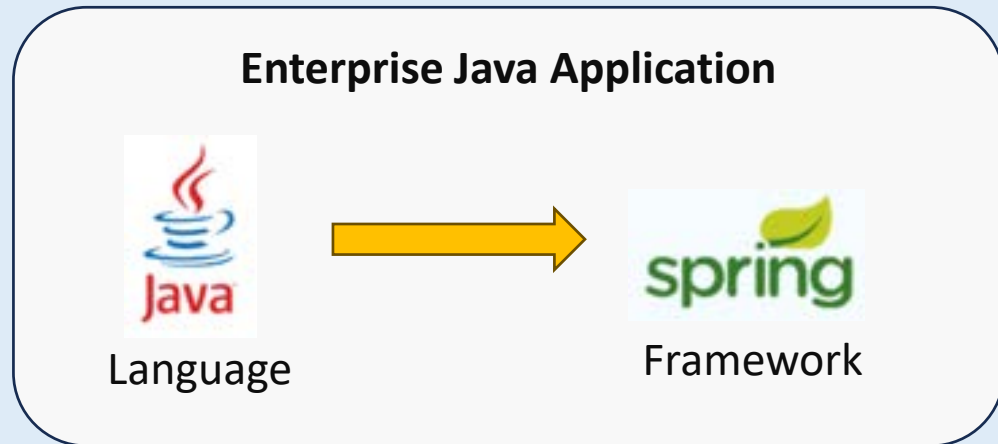 Enterprise Java Application
Java
spring
Language
Framework